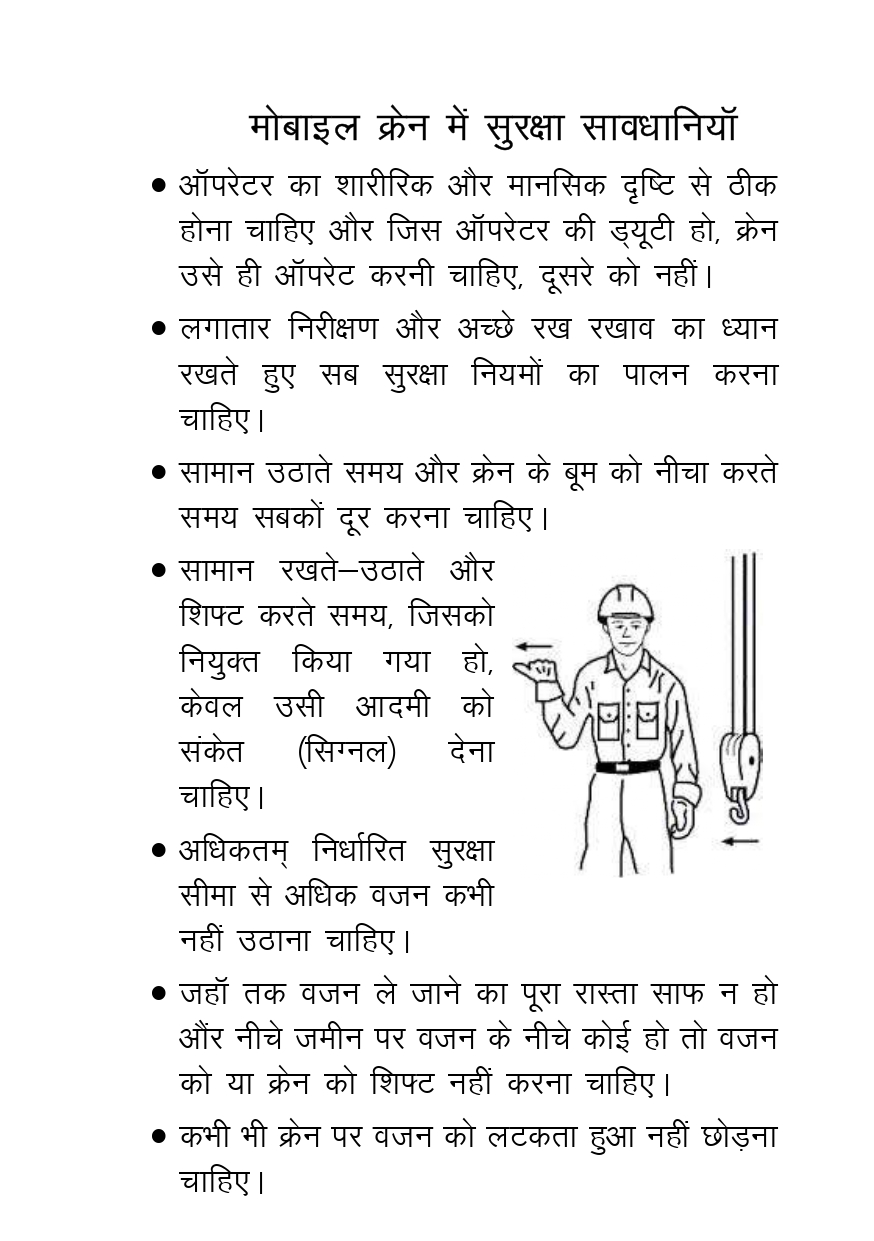 मोबाइल क्रेन में सुरक्षा सावधानियॉ
• ऑपरेटर का शारीरिक और मानसिक दृष्टि से ठीक
होना चाहिए और जिस ऑपरेटर की ड्यूटी हो, क्रेन
उसे ही ऑपरेट करनी चाहिए, दूसरे को नहीं।
• लगातार निरीक्षण और अच्छे रख रखाव का ध्यान
रखते हुए सब सुरक्षा नियमों का पालन करना
चाहिए।
• सामान उठाते समय और क्रेन के बूम को नीचा करते
समय सबकों दूर करना चाहिए।
• सामान रखते–उठाते और
शिफ्ट करते समय, जिसको
नियुक्त किया गया हो,
केवल उसी आदमी को
संकेत (सिग्नल) देना
चाहिए।
• अधिकतम् निर्धारित सुरक्षा
सीमा से अधिक वजन कभी
नहीं उठाना चाहिए।
• जहॉ तक वजन ले जाने का पूरा रास्ता साफ न हो
औंर नीचे जमीन पर वजन के नीचे कोई हो तो वजन
को या क्रेन को शिफ्ट नहीं करना चाहिए।
• कभी भी क्रेन पर वजन को लटकता हुआ नहीं छोड़ना
चाहिए।